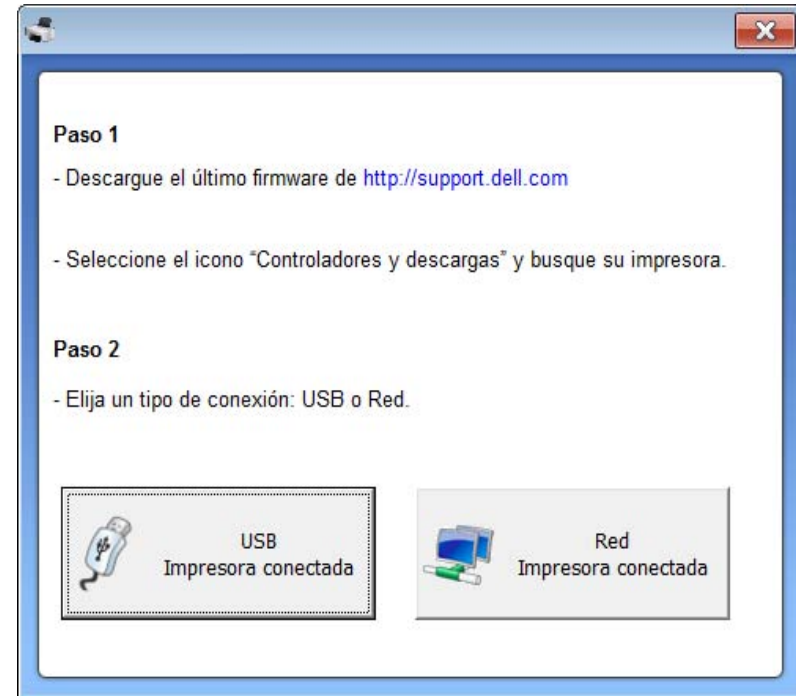 Paso 1
- Descargue el último firmware de http://support.dell.com
- Seleccione el icono “Controladores y descargas” y busque su impresora.
Paso 2
- Elija un tipo de conexión: USB o Red.
USB
Impresora conectada
Red
Impresora conectada